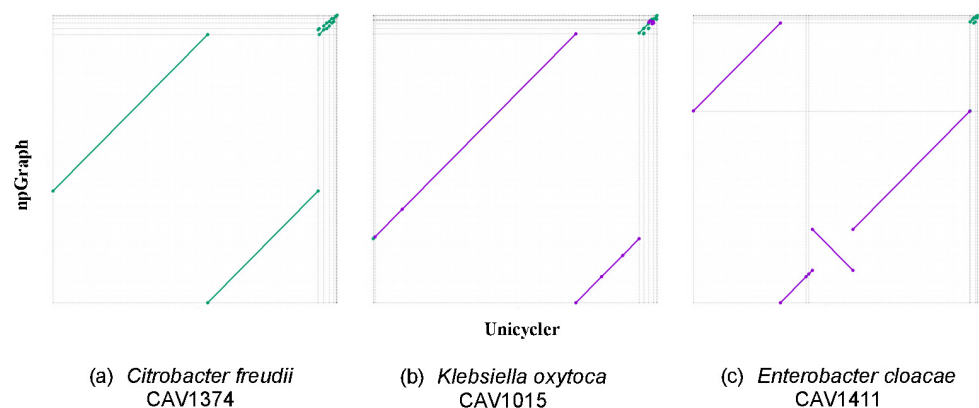 npGraph
Unicycler
(a) Citrobacter freudii
CAV1374
(b) Klebsiella oxytoca
CAV1015
(c) Enterobacter cloacae
CAV1411